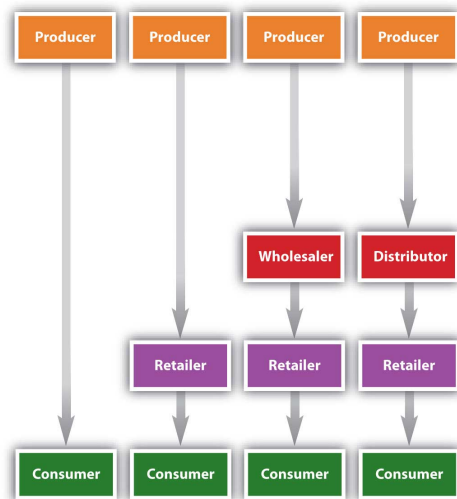 Producer Producer Producer Producer
Wholesaler Distributor
Retailer Retailer Retailer
Consumer Consumer Consumer Consumer